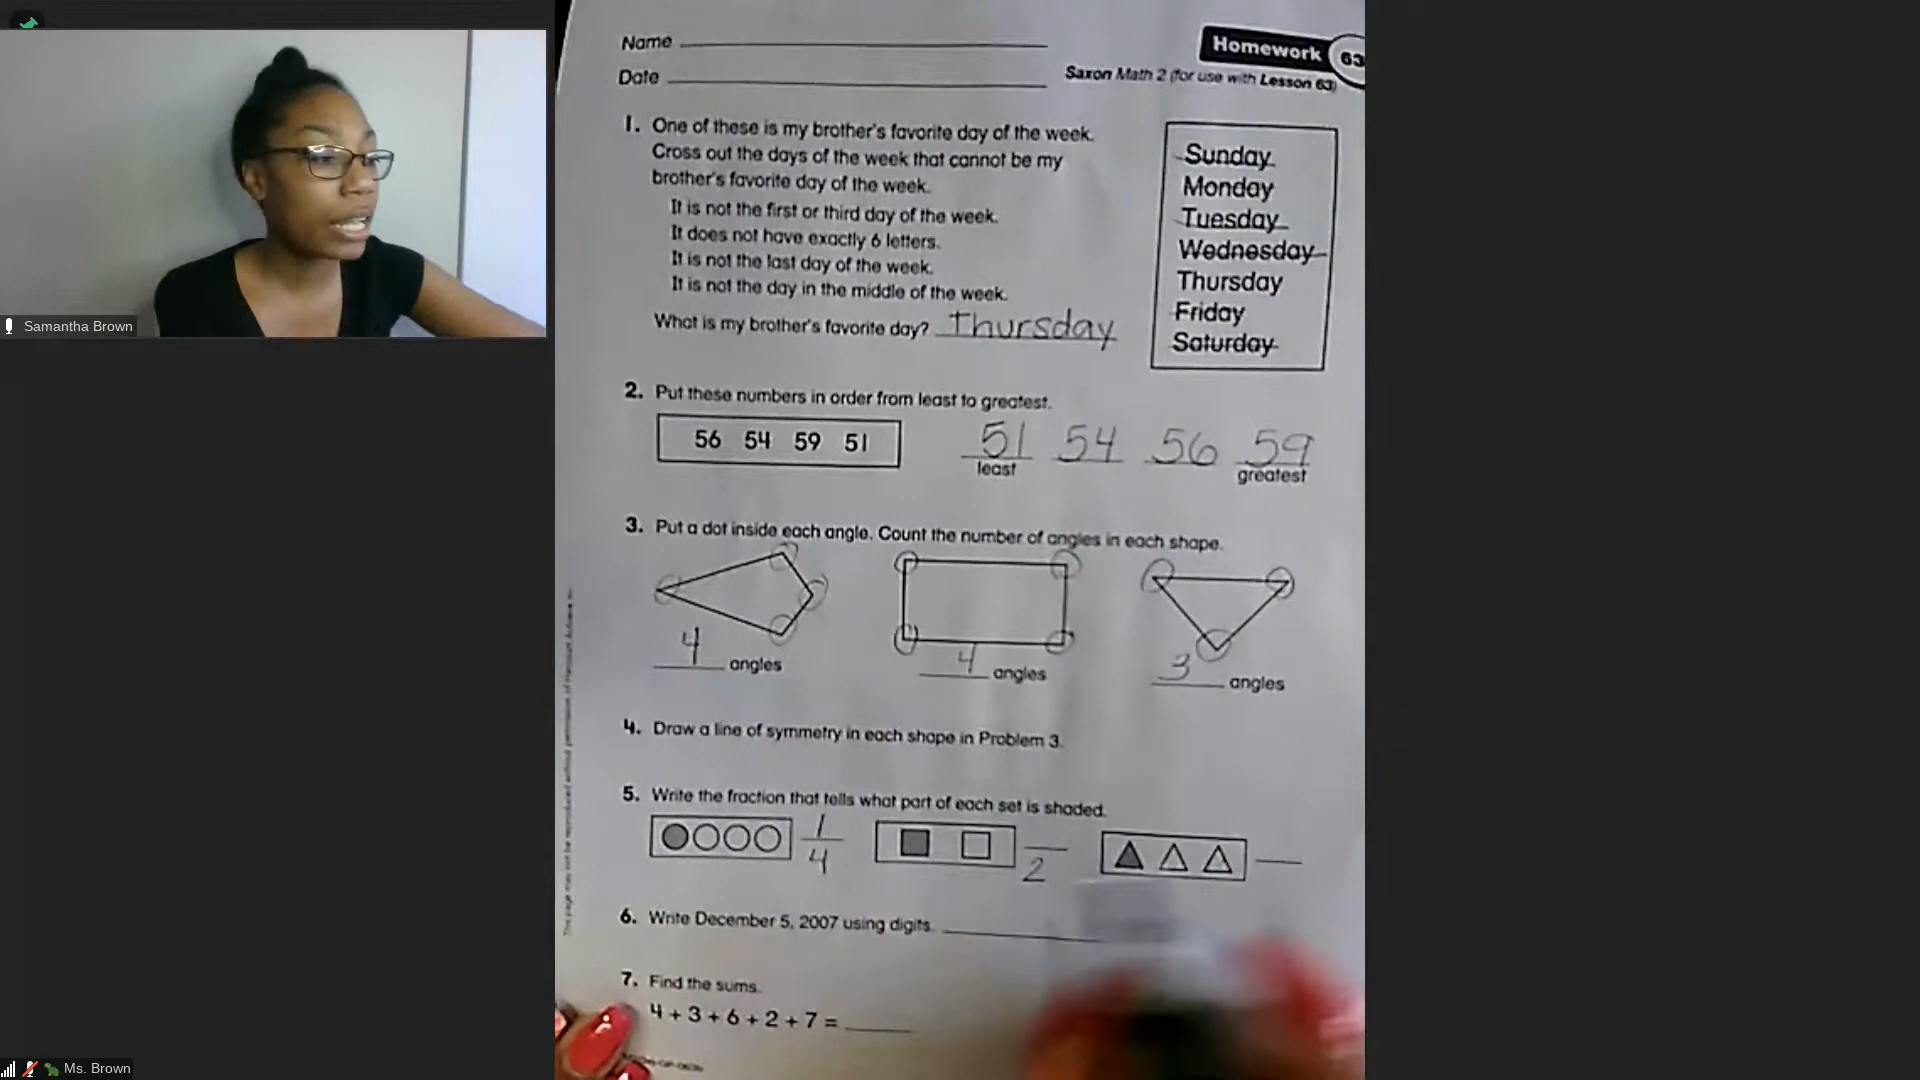 Name
Homework 63
Date
Saxon Math 2 (for use with Lesson 63)
1. One of these is my brother's favorite day of the week.
Cross out the days of the week that cannot be my
brother's favorite day of the week.
It is not the first or third day of the week.
It does not have exactly 6 letters.
It is not the last day of the week.
It is not the day in the middle of the week.
What is my brother's favorite day? Thursday
Sunday
Monday
Tuesday
Wednesday
Thursday
Friday
Saturday
2. Put these numbers in order from least to greatest.
56 54 59 51
51 54 56 59
least greatest
3. Put a dot inside each angle. Count the number of angles in each shape.
4 angles 4 angles 3 angles
4. Draw a line of symmetry in each shape in Problem 3.
5. Write the fraction that tells what part of each set is shaded.
1
4
2
6. Write December 5, 2007 using digits.
7. Find the sums.
4 + 3 + 6 + 2 + 7 =
Samantha Brown
Ms. Brown